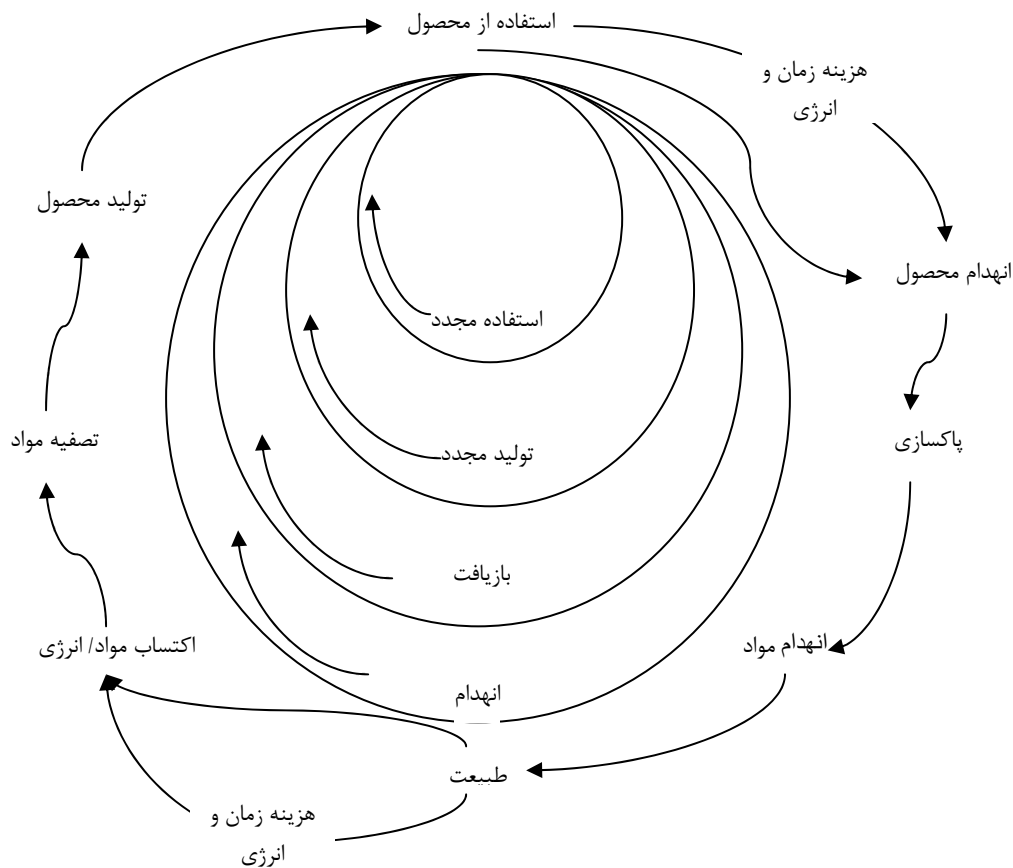 استفاده از محصول
هزینه زمان و
انرژی
تولید محصول
انهدام محصول
استفاده مجدد
تصفیه مواد
تولید مجدد
پاکسازی
بازیافت
اکتساب مواد/ انرژی
انهدام مواد
انهدام
طبیعت
هزینه زمان و
انرژی